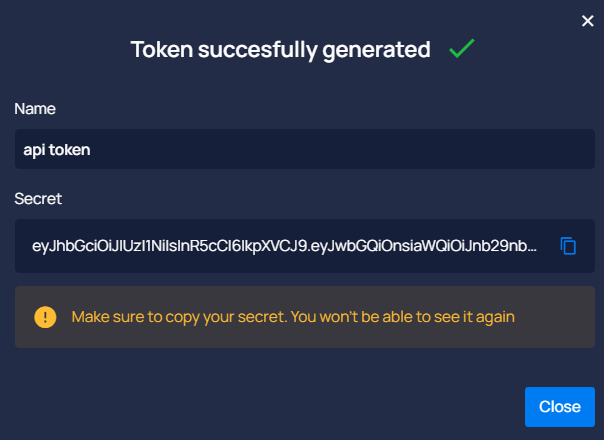 Token succesfully generated
Name
api token
Secret
eyJhbGciOiJIUzI1NiIsInR5cCI6IkpXVCJ9.eyJwbGQiOnsiaWQiOiJnb29nb...
Make sure to copy your secret. You won't be able to see it again
Close